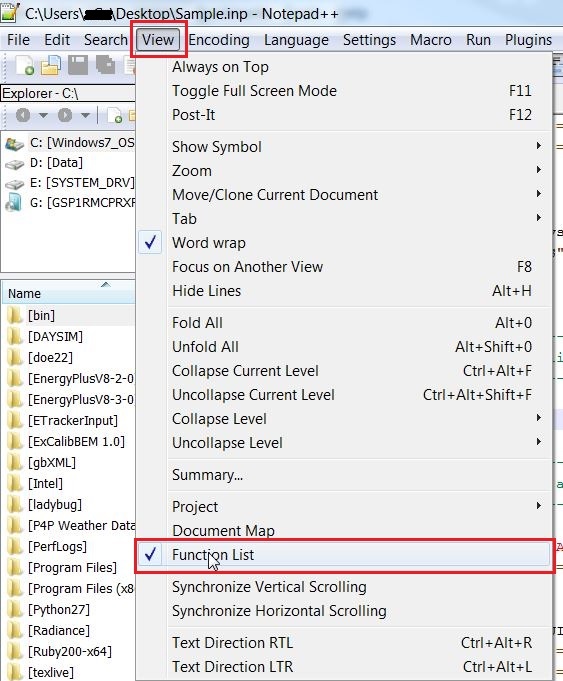 C:\Users\ \Desktop\Sample.inp - Notepad++
File Edit Search View Encoding Language Settings Macro Run Plugins
Explorer - C:\
C: [Windows7_OS
D: [Data]
E: [SYSTEM_DRV]
G: [GSP1RMCPRXF
Name
[bin]
[DAYSIM]
[doe22]
[EnergyPlusV8-2-0
[EnergyPlusV8-3-0
[ETrackerInput]
[ExCalibBEM 1.0]
[gbXML]
[Intel]
[ladybug]
[P4P Weather Data
[PerfLogs]
[Program Files]
[Program Files (x8
[Python27]
[Radiance]
[Ruby200-x64]
[texlive]
Always on Top
Toggle Full Screen Mode F11
Post-It F12
Show Symbol
Zoom
Move/Clone Current Document
Tab
Word wrap
Focus on Another View F8
Hide Lines Alt+H
Fold All Alt+0
Unfold All Alt+Shift+0
Collapse Current Level Ctrl+Alt+F
Uncollapse Current Level Ctrl+Alt+Shift+F
Collapse Level
Uncollapse Level
Summary...
Project
Document Map
Function List
Synchronize Vertical Scrolling
Synchronize Horizontal Scrolling
Text Direction RTL Ctrl+Alt+R
Text Direction LTR Ctrl+Alt+L